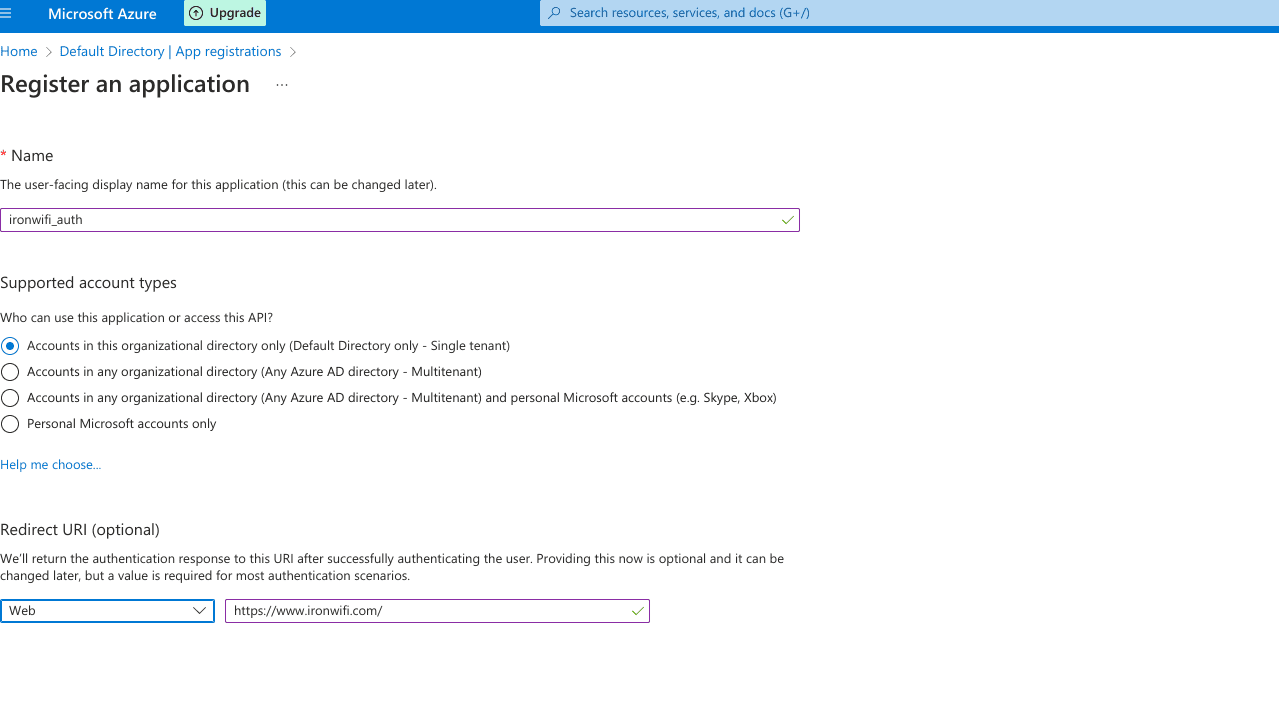 Microsoft Azure
Upgrade
Search resources, services, and docs (G+/)
Home
Default Directory | App registrations
Register an application
...
* Name
The user-facing display name for this application (this can be changed later).
ironwifi_auth
Supported account types
Who can use this application or access this API?
Accounts in this organizational directory only (Default Directory only - Single tenant)
Accounts in any organizational directory (Any Azure AD directory - Multitenant)
Accounts in any organizational directory (Any Azure AD directory - Multitenant) and personal Microsoft accounts (e.g. Skype, Xbox)
Personal Microsoft accounts only
Help me choose...
Redirect URI (optional)
We'll return the authentication response to this URI after successfully authenticating the user. Providing this now is optional and it can be
changed later, but a value is required for most authentication scenarios.
Web
https://www.ironwifi.com/